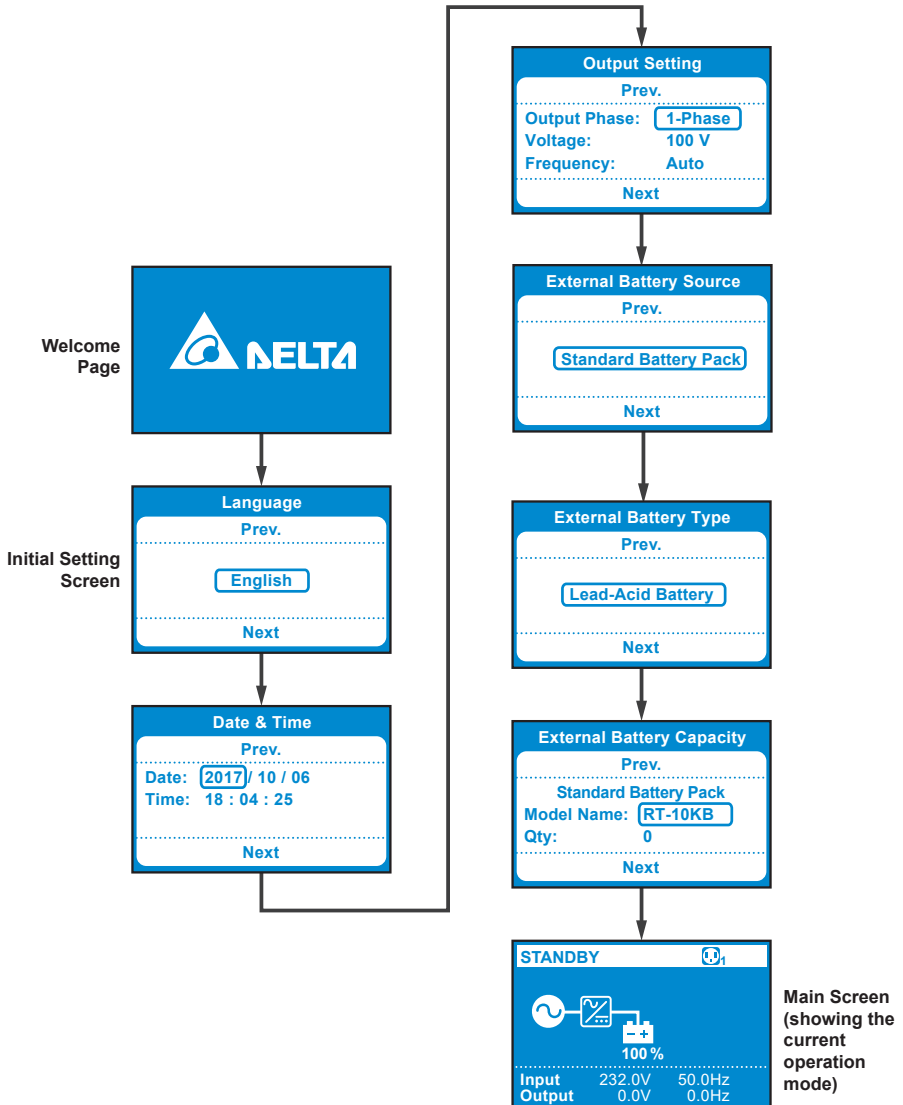 Welcome
Page
DELTA
Initial Setting
Screen
Language
Prev.
English
Next
Date & Time
Prev.
Date: 2017 / 10 / 06
Time: 18 : 04 : 25
Next
Output Setting
Prev.
Output Phase: 1-Phase
Voltage: 100 V
Frequency: Auto
Next
External Battery Source
Prev.
Standard Battery Pack
Next
External Battery Type
Prev.
Lead-Acid Battery
Next
External Battery Capacity
Prev.
Standard Battery Pack
Model Name: RT-10KB
Qty: 0
Next
STANDBY 1
100 %
Input 232.0V 50.0Hz
Output 0.0V 0.0Hz
Main Screen
(showing the
current
operation
mode)